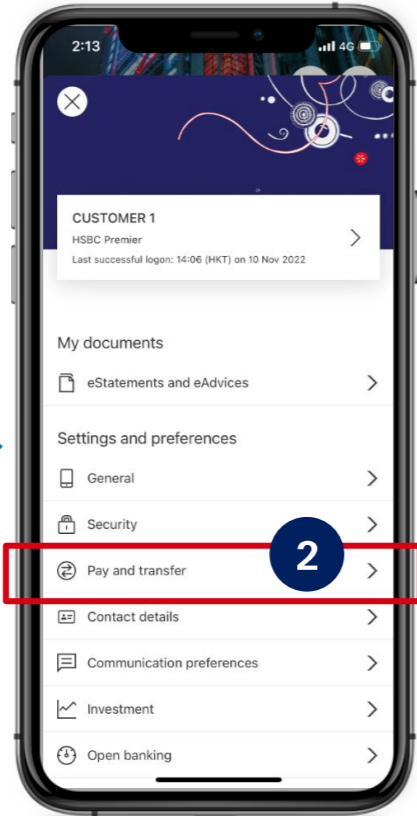 2:13
4G
CUSTOMER 1
HSBC Premier
Last successful logon: 14:06 (HKT) on 10 Nov 2022
My documents
eStatements and eAdvices
Settings and preferences
General
Security
Pay and transfer
2
Contact details
Communication preferences
Investment
Open banking